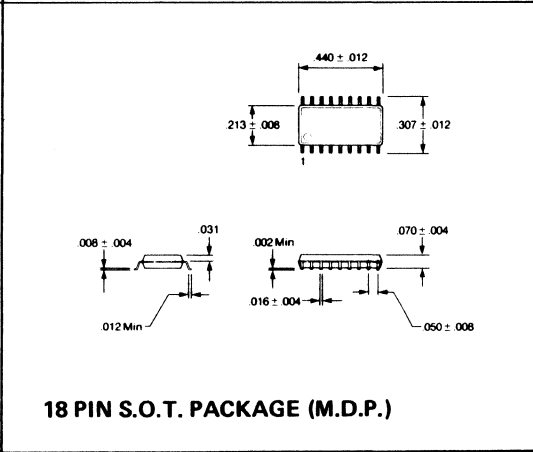 .440 ± .012
.213 ± .008
.307 ± .012
1
.008 ± .004
.031
.002 Min
.070 ± .004
.016 ± .004
.012 Min
.050 ± .008
18 PIN S.O.T. PACKAGE (M.D.P.)